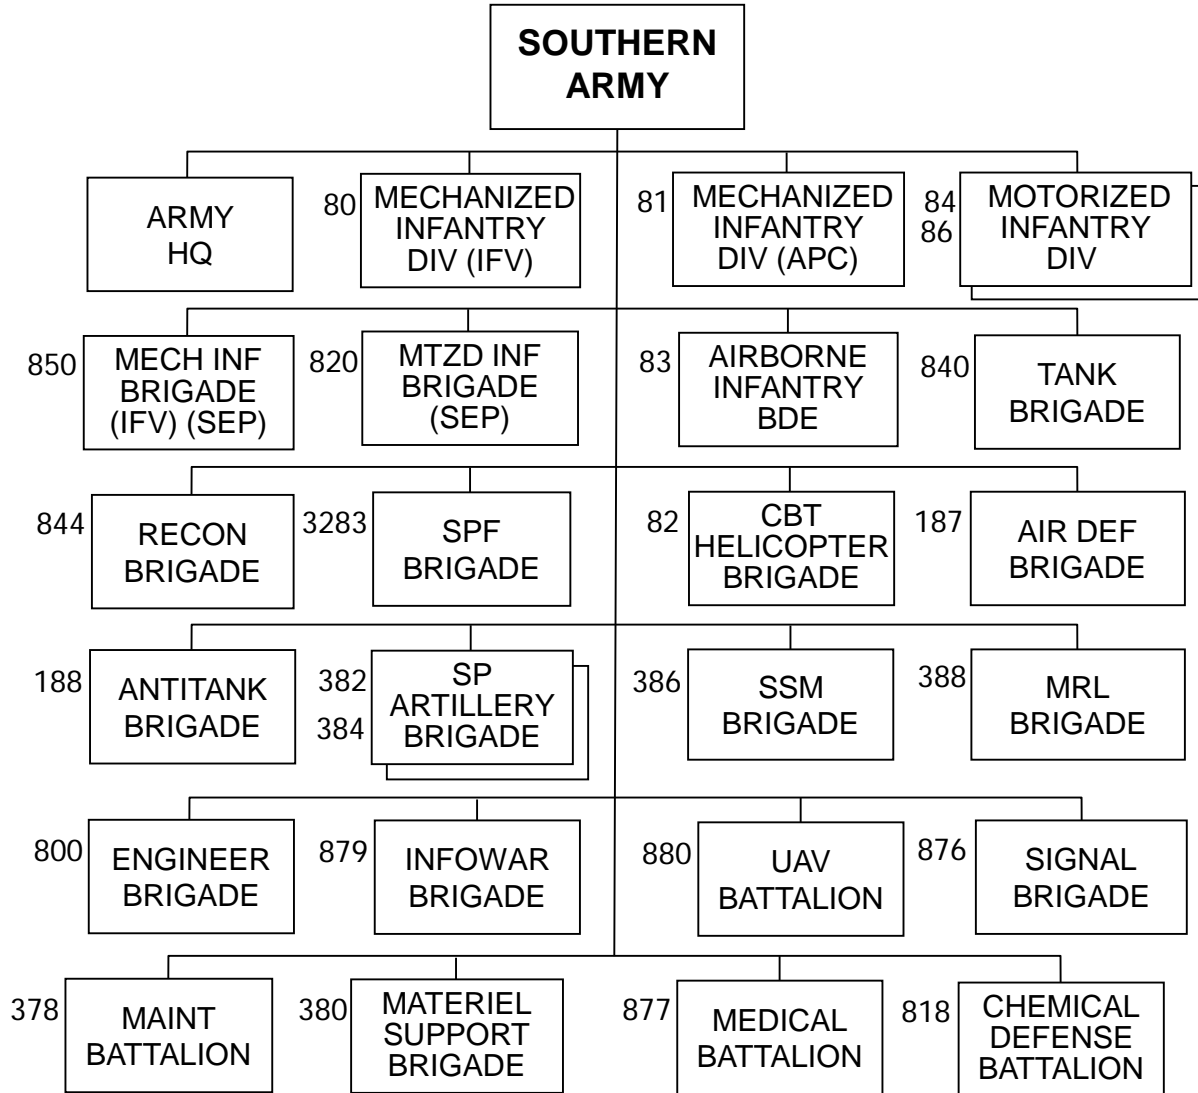 SOUTHERN
ARMY
ARMY
HQ
80
MECHANIZED
INFANTRY
DIV (IFV)
81
MECHANIZED
INFANTRY
DIV (APC)
84
86
MOTORIZED
INFANTRY
DIV
850
MECH INF
BRIGADE
(IFV) (SEP)
820
MTZD INF
BRIGADE
(SEP)
83
AIRBORNE
INFANTRY
BDE
840
TANK
BRIGADE
844
RECON
BRIGADE
3283
SPF
BRIGADE
82
CBT
HELICOPTER
BRIGADE
187
AIR DEF
BRIGADE
188
ANTITANK
BRIGADE
382
384
SP
ARTILLERY
BRIGADE
386
SSM
BRIGADE
388
MRL
BRIGADE
800
ENGINEER
BRIGADE
879
INFOWAR
BRIGADE
880
UAV
BATTALION
876
SIGNAL
BRIGADE
378
MAINT
BATTALION
380
MATERIEL
SUPPORT
BRIGADE
877
MEDICAL
BATTALION
818
CHEMICAL
DEFENSE
BATTALION